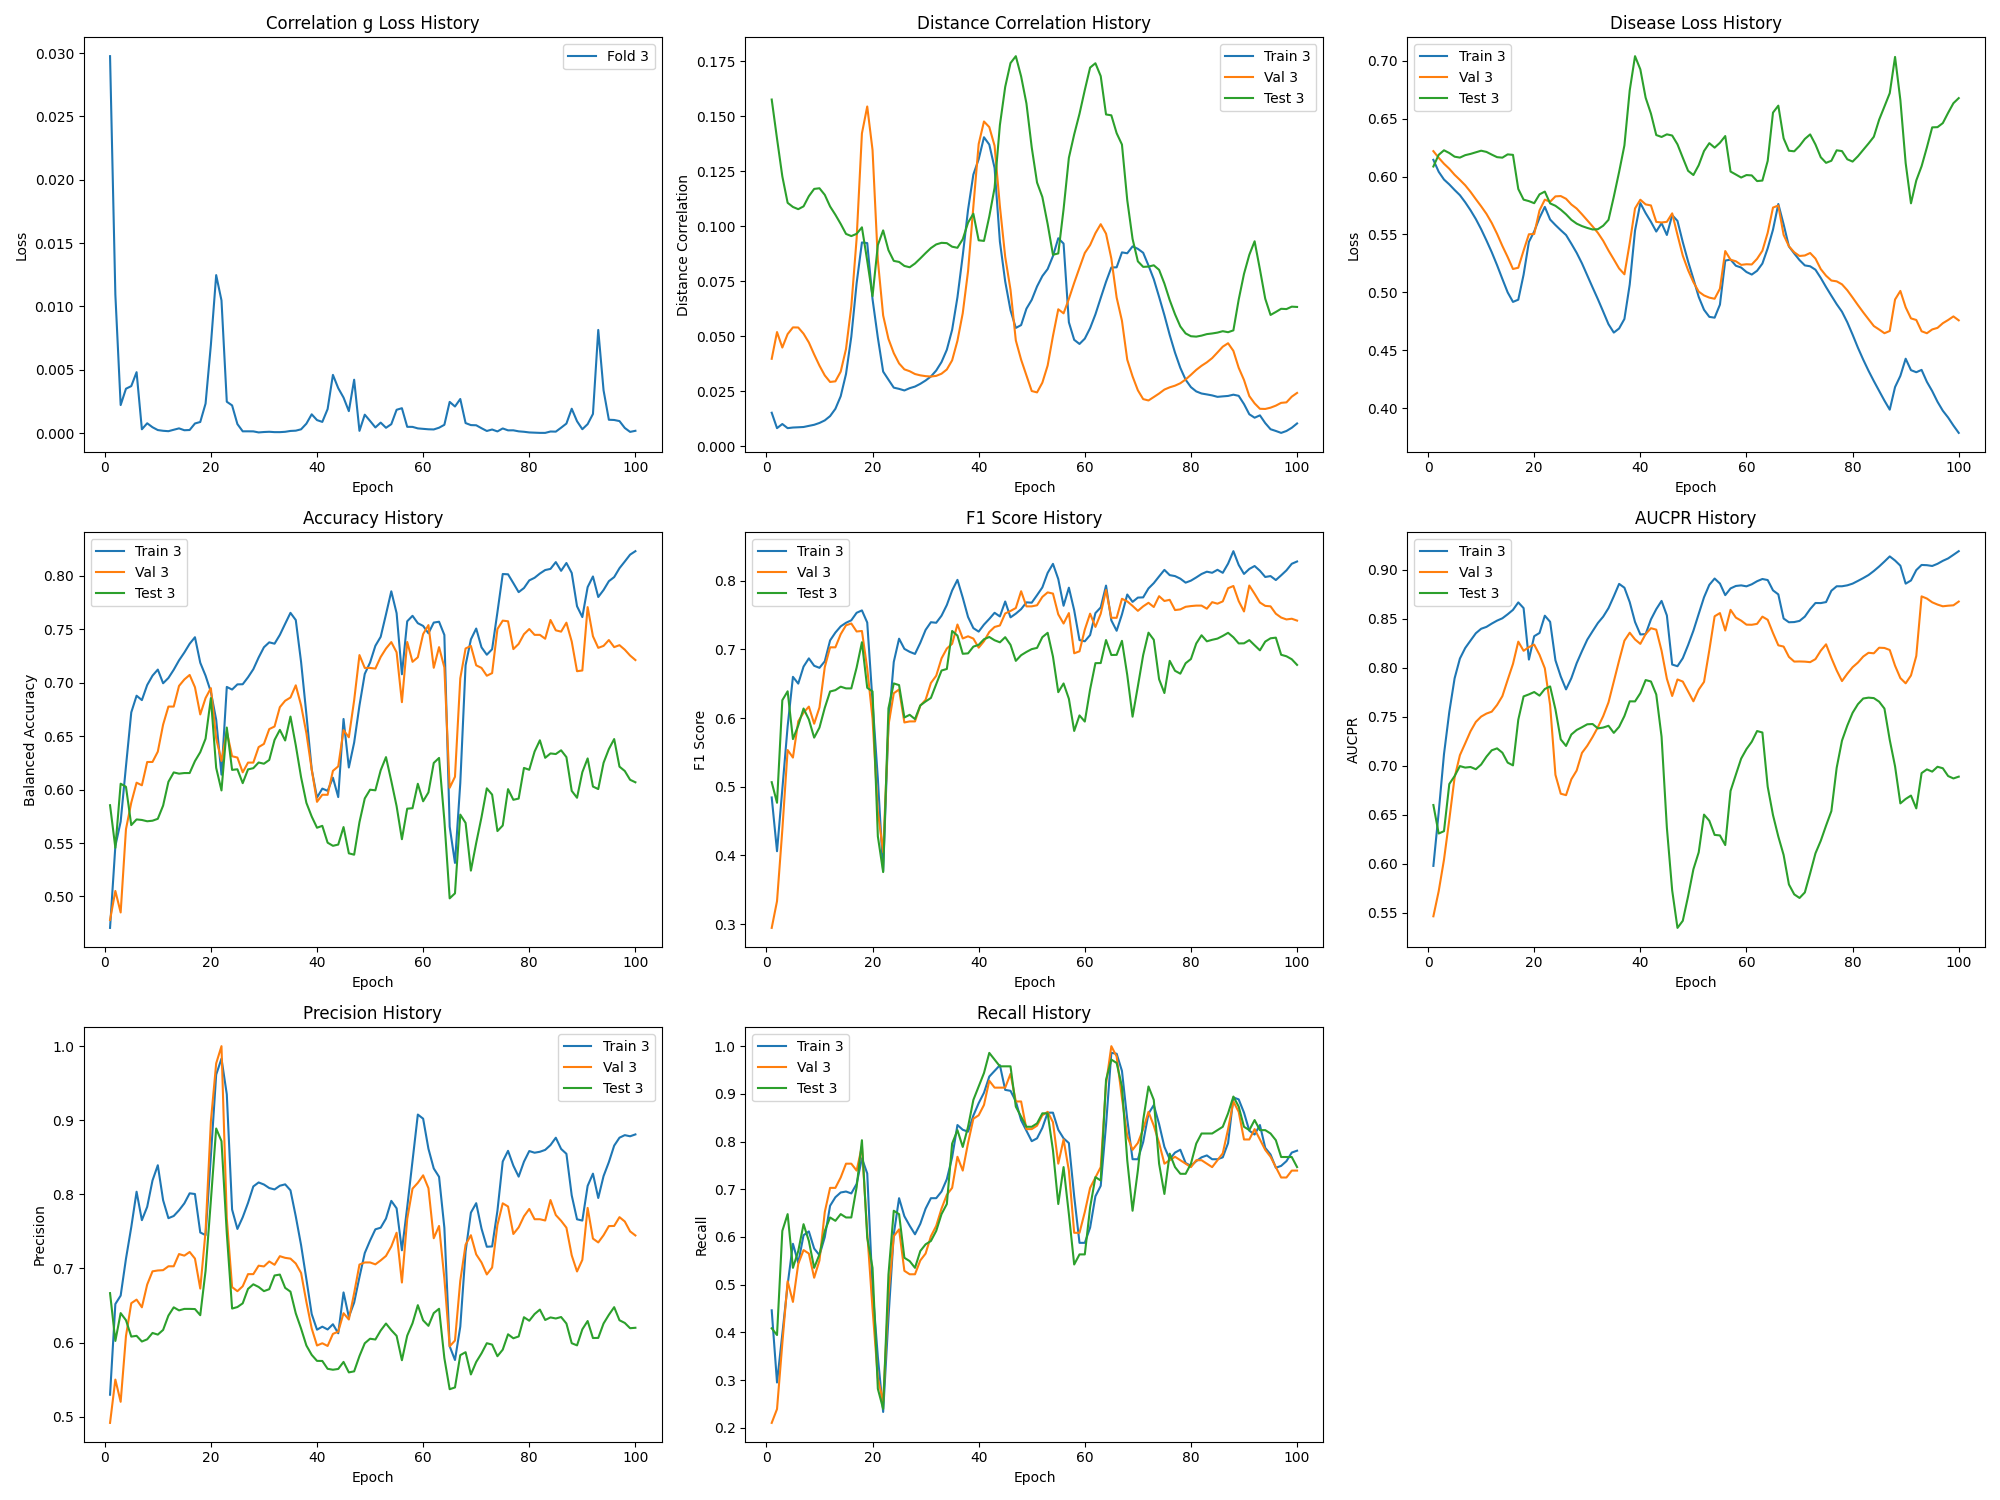 Correlation g Loss History
Loss
0.030
0.025
0.020
0.015
0.010
0.005
0.000
0 20 40 60 80 100
Epoch
Fold 3
Distance Correlation History
Distance Correlation
0.175
0.150
0.125
0.100
0.075
0.050
0.025
0.000
0 20 40 60 80 100
Epoch
Train 3
Val 3
Test 3
Disease Loss History
Loss
0.70
0.65
0.60
0.55
0.50
0.45
0.40
0 20 40 60 80 100
Epoch
Train 3
Val 3
Test 3
Accuracy History
Balanced Accuracy
0.80
0.75
0.70
0.65
0.60
0.55
0.50
0 20 40 60 80 100
Epoch
Train 3
Val 3
Test 3
F1 Score History
F1 Score
0.8
0.7
0.6
0.5
0.4
0.3
0 20 40 60 80 100
Epoch
Train 3
Val 3
Test 3
AUCPR History
AUCPR
0.90
0.85
0.80
0.75
0.70
0.65
0.60
0.55
0 20 40 60 80 100
Epoch
Train 3
Val 3
Test 3
Precision History
Precision
1.0
0.9
0.8
0.7
0.6
0.5
0 20 40 60 80 100
Epoch
Train 3
Val 3
Test 3
Recall History
Recall
1.0
0.9
0.8
0.7
0.6
0.5
0.4
0.3
0.2
0 20 40 60 80 100
Epoch
Train 3
Val 3
Test 3